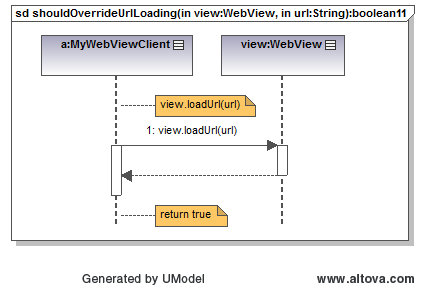 sd shouldOverrideUrlLoading(in view:WebView, in url:String):boolean11
a:MyWebViewClient
view:WebView
view.loadUrl(url)
1: view.loadUrl(url)
return true
Generated by UModel
www.altova.com